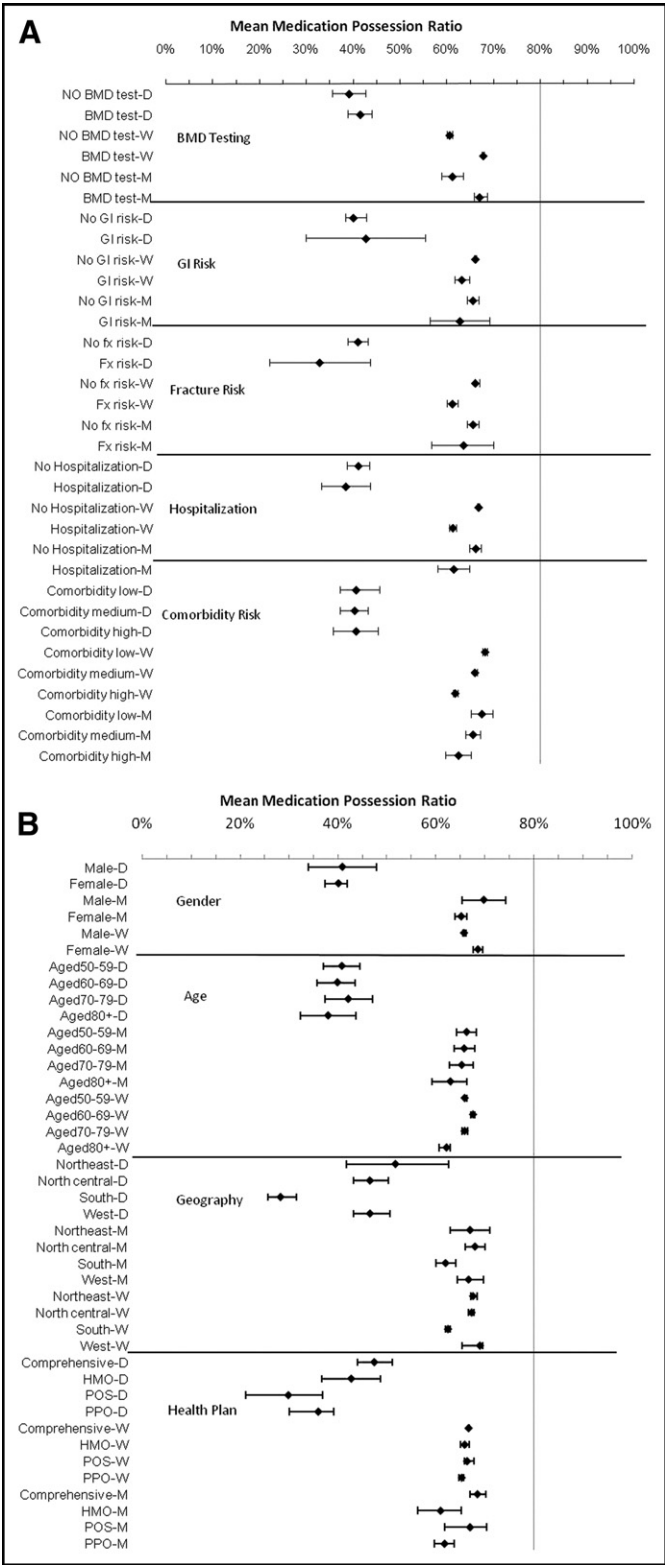 A
Mean Medication Possession Ratio
0% 10% 20% 30% 40% 50% 60% 70% 80% 90% 100%
NO BMD test-D
BMD test-D
NO BMD test-W
BMD Testing
BMD test-W
NO BMD test-M
BMD test-M
No GI risk-D
GI risk-D
No GI risk-W
GI Risk
GI risk-W
No GI risk-M
GI risk-M
No fx risk-D
Fx risk-D
No fx risk-W
Fracture Risk
Fx risk-W
No fx risk-M
Fx risk-M
No Hospitalization-D
Hospitalization-D
No Hospitalization-W
Hospitalization
Hospitalization-W
No Hospitalization-M
Hospitalization-M
Comorbidity low-D
Comorbidity medium-D
Comorbidity Risk
Comorbidity high-D
Comorbidity low-W
Comorbidity medium-W
Comorbidity high-W
Comorbidity low-M
Comorbidity medium-M
Comorbidity high-M
B
Mean Medication Possession Ratio
0% 20% 40% 60% 80% 100%
Male-D
Female-D
Male-M
Gender
Female-M
Male-W
Female-W
Aged50-59-D
Aged60-69-D
Aged70-79-D
Age
Aged80+-D
Aged50-59-M
Aged60-69-M
Aged70-79-M
Aged80+-M
Aged50-59-W
Aged60-69-W
Aged70-79-W
Aged80+-W
Northeast-D
North central-D
South-D
Geography
West-D
Northeast-M
North central-M
South-M
West-M
Northeast-W
North central-W
South-W
West-W
Comprehensive-D
HMO-D
POS-D
PPO-D
Health Plan
Comprehensive-W
HMO-W
POS-W
PPO-W
Comprehensive-M
HMO-M
POS-M
PPO-M